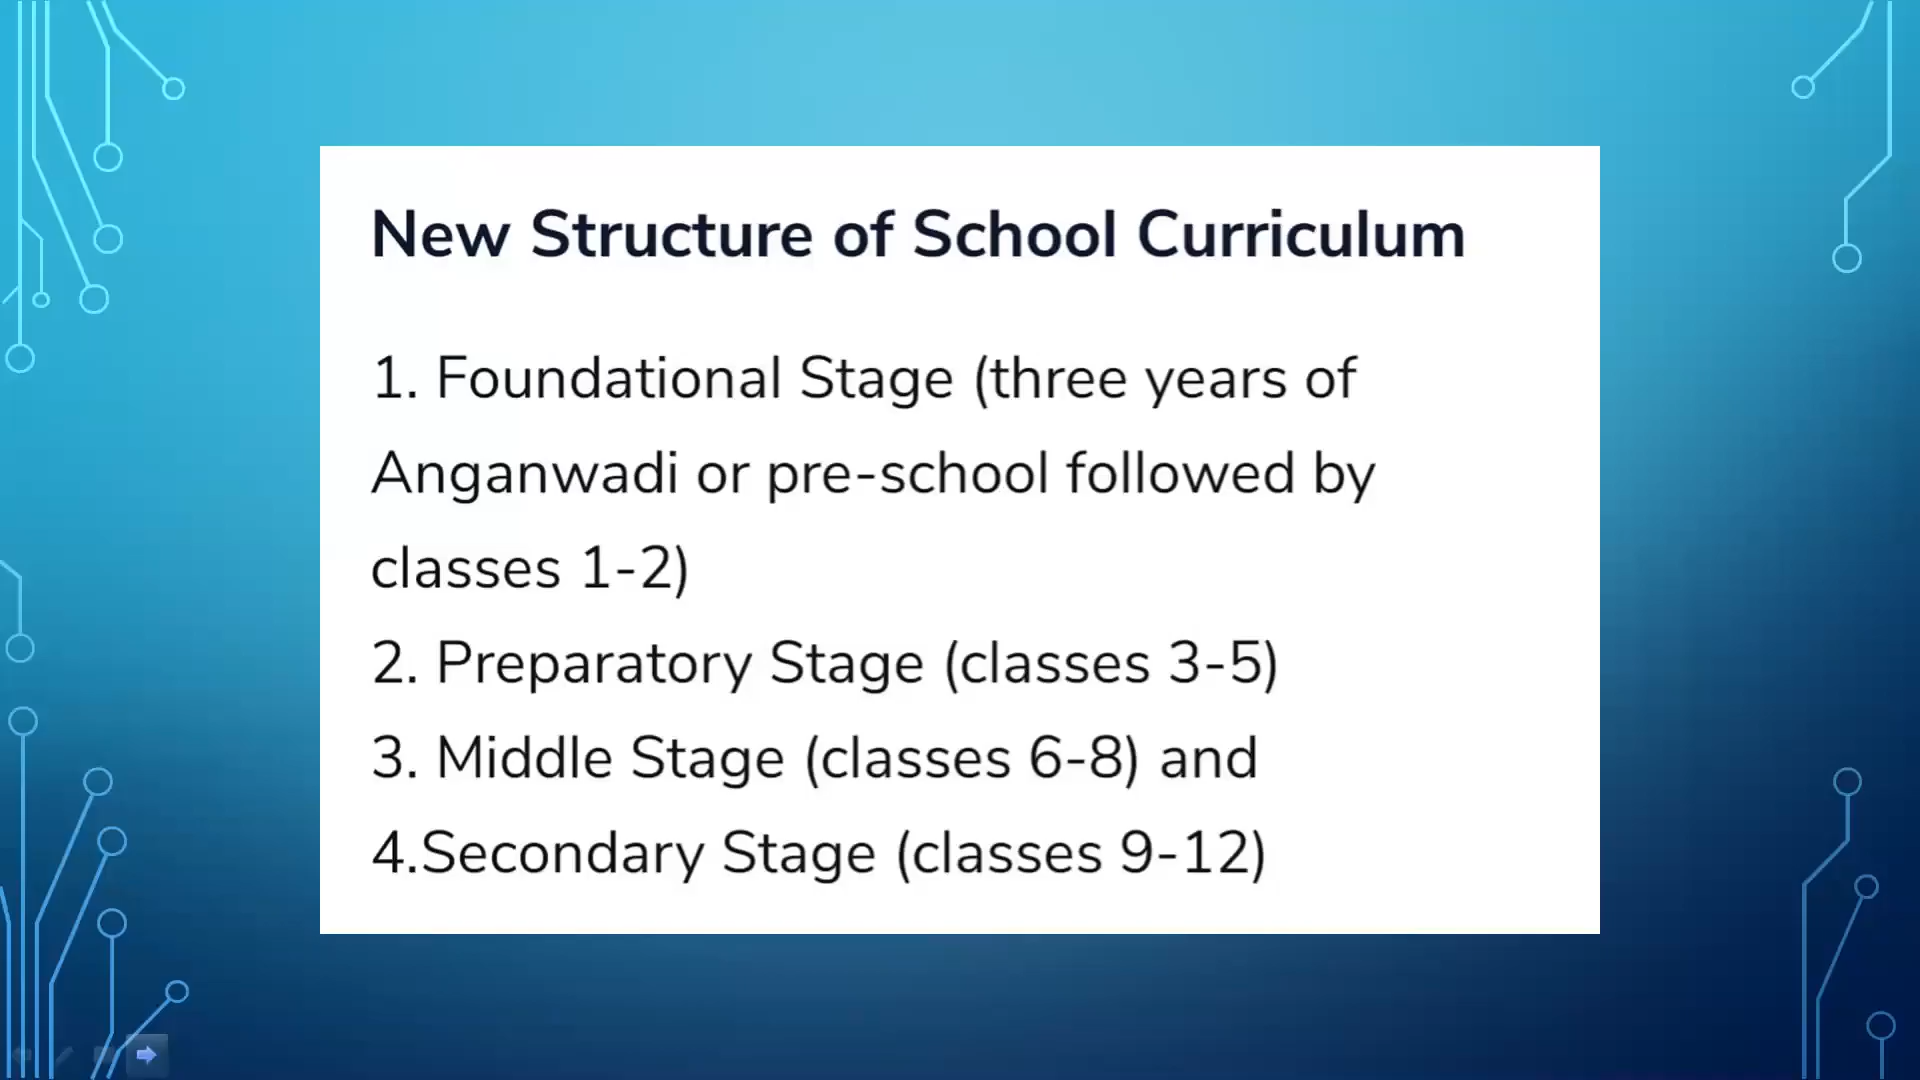 New Structure of School Curriculum
1. Foundational Stage (three years of
Anganwadi or pre-school followed by
classes 1-2)
2. Preparatory Stage (classes 3-5)
3. Middle Stage (classes 6-8) and
4.Secondary Stage (classes 9-12)